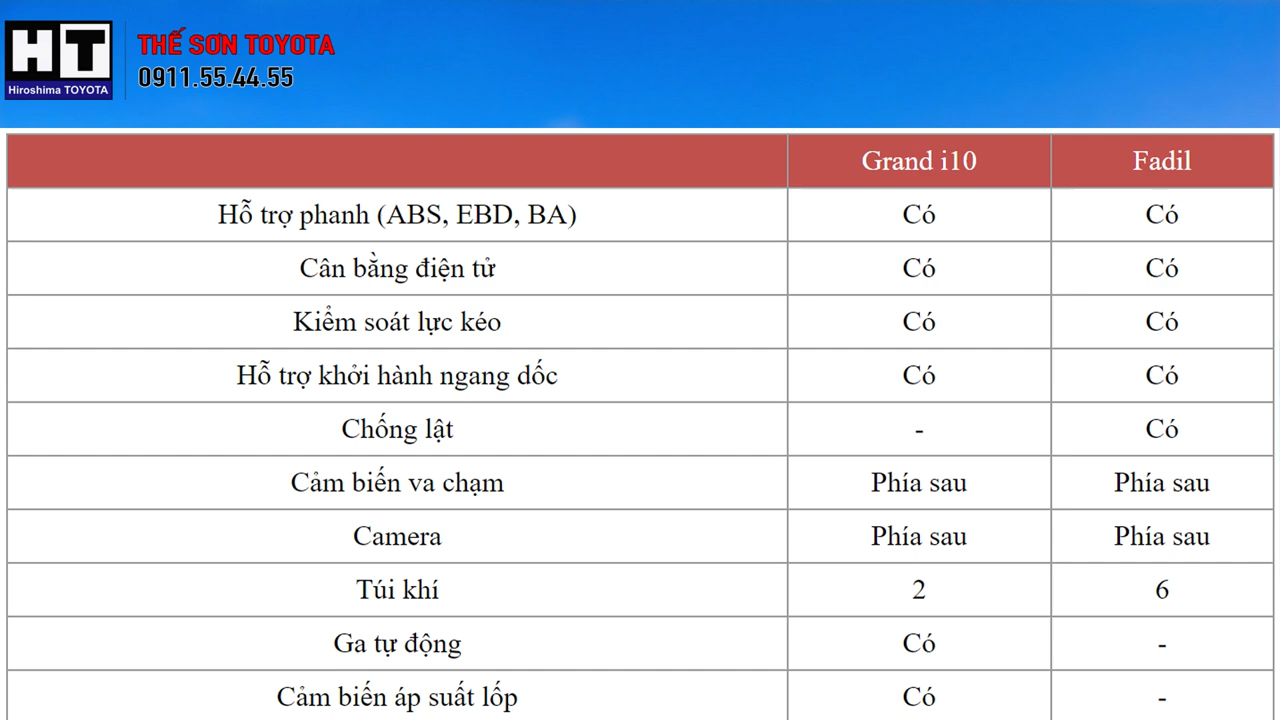 HT
Hiroshima TOYOTA
THẾ SƠN TOYOTA
0911.55.44.55
Grand i10 Fadil
Hỗ trợ phanh (ABS, EBD, BA) Có Có
Cân bằng điện tử Có Có
Kiểm soát lực kéo Có Có
Hỗ trợ khởi hành ngang dốc Có Có
Chống lật - Có
Cảm biến va chạm Phía sau Phía sau
Camera Phía sau Phía sau
Túi khí 2 6
Ga tự động Có -
Cảm biến áp suất lốp Có -